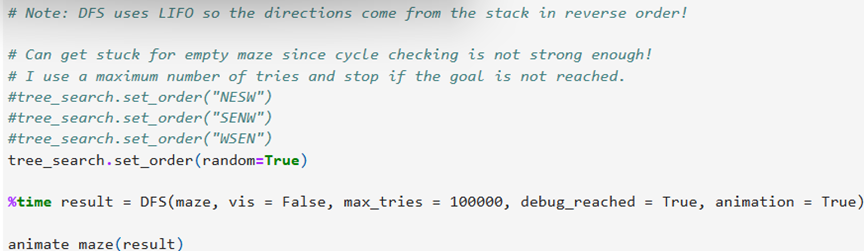 # Note: DFS uses LIFO so the directions come from the stack in reverse order!
# Can get stuck for empty maze since cycle checking is not strong enough!
# I use a maximum number of tries and stop if the goal is not reached.
#tree_search.set_order("NESW")
#tree_search.set_order("SENW")
#tree_search.set_order("WSEN")
tree_search.set_order(random=True)
%time result = DFS(maze, vis = False, max_tries = 100000, debug_reached = True, animation = True)
animate_maze(result)